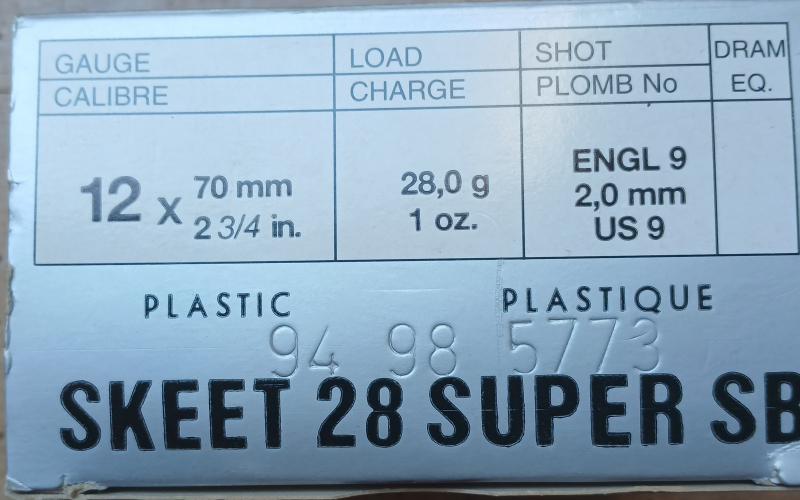 GAUGE LOAD SHOT DRAM
CALIBRE CHARGE PLOMB No EQ.
12 x 70 mm 2 3/4 in.
28,0 g
1 oz.
ENGL 9
2,0 mm
US 9
PLASTIC PLASTIQUE
94 98 5773
SKEET 28 SUPER SB